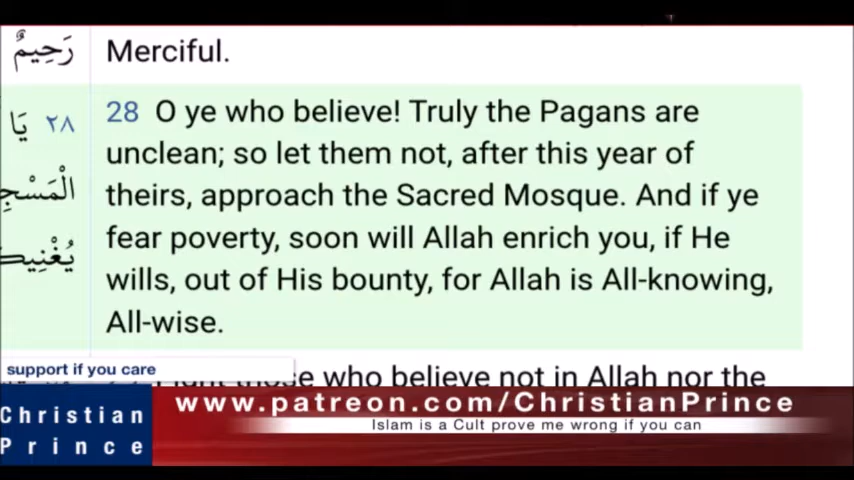 رَحِيمٌ
Merciful.
٢٨ يَا
28 O ye who believe! Truly the Pagans are
unclean; so let them not, after this year of
الْمَسْجِ
theirs, approach the Sacred Mosque. And if ye
fear poverty, soon will Allah enrich you, if He
يُغْنِيكُ
wills, out of His bounty, for Allah is All-knowing,
All-wise.
who believe not in Allah nor the
support if you care
Christian
Prince
www.patreon.com/ChristianPrince
Islam is a Cult prove me wrong if you can